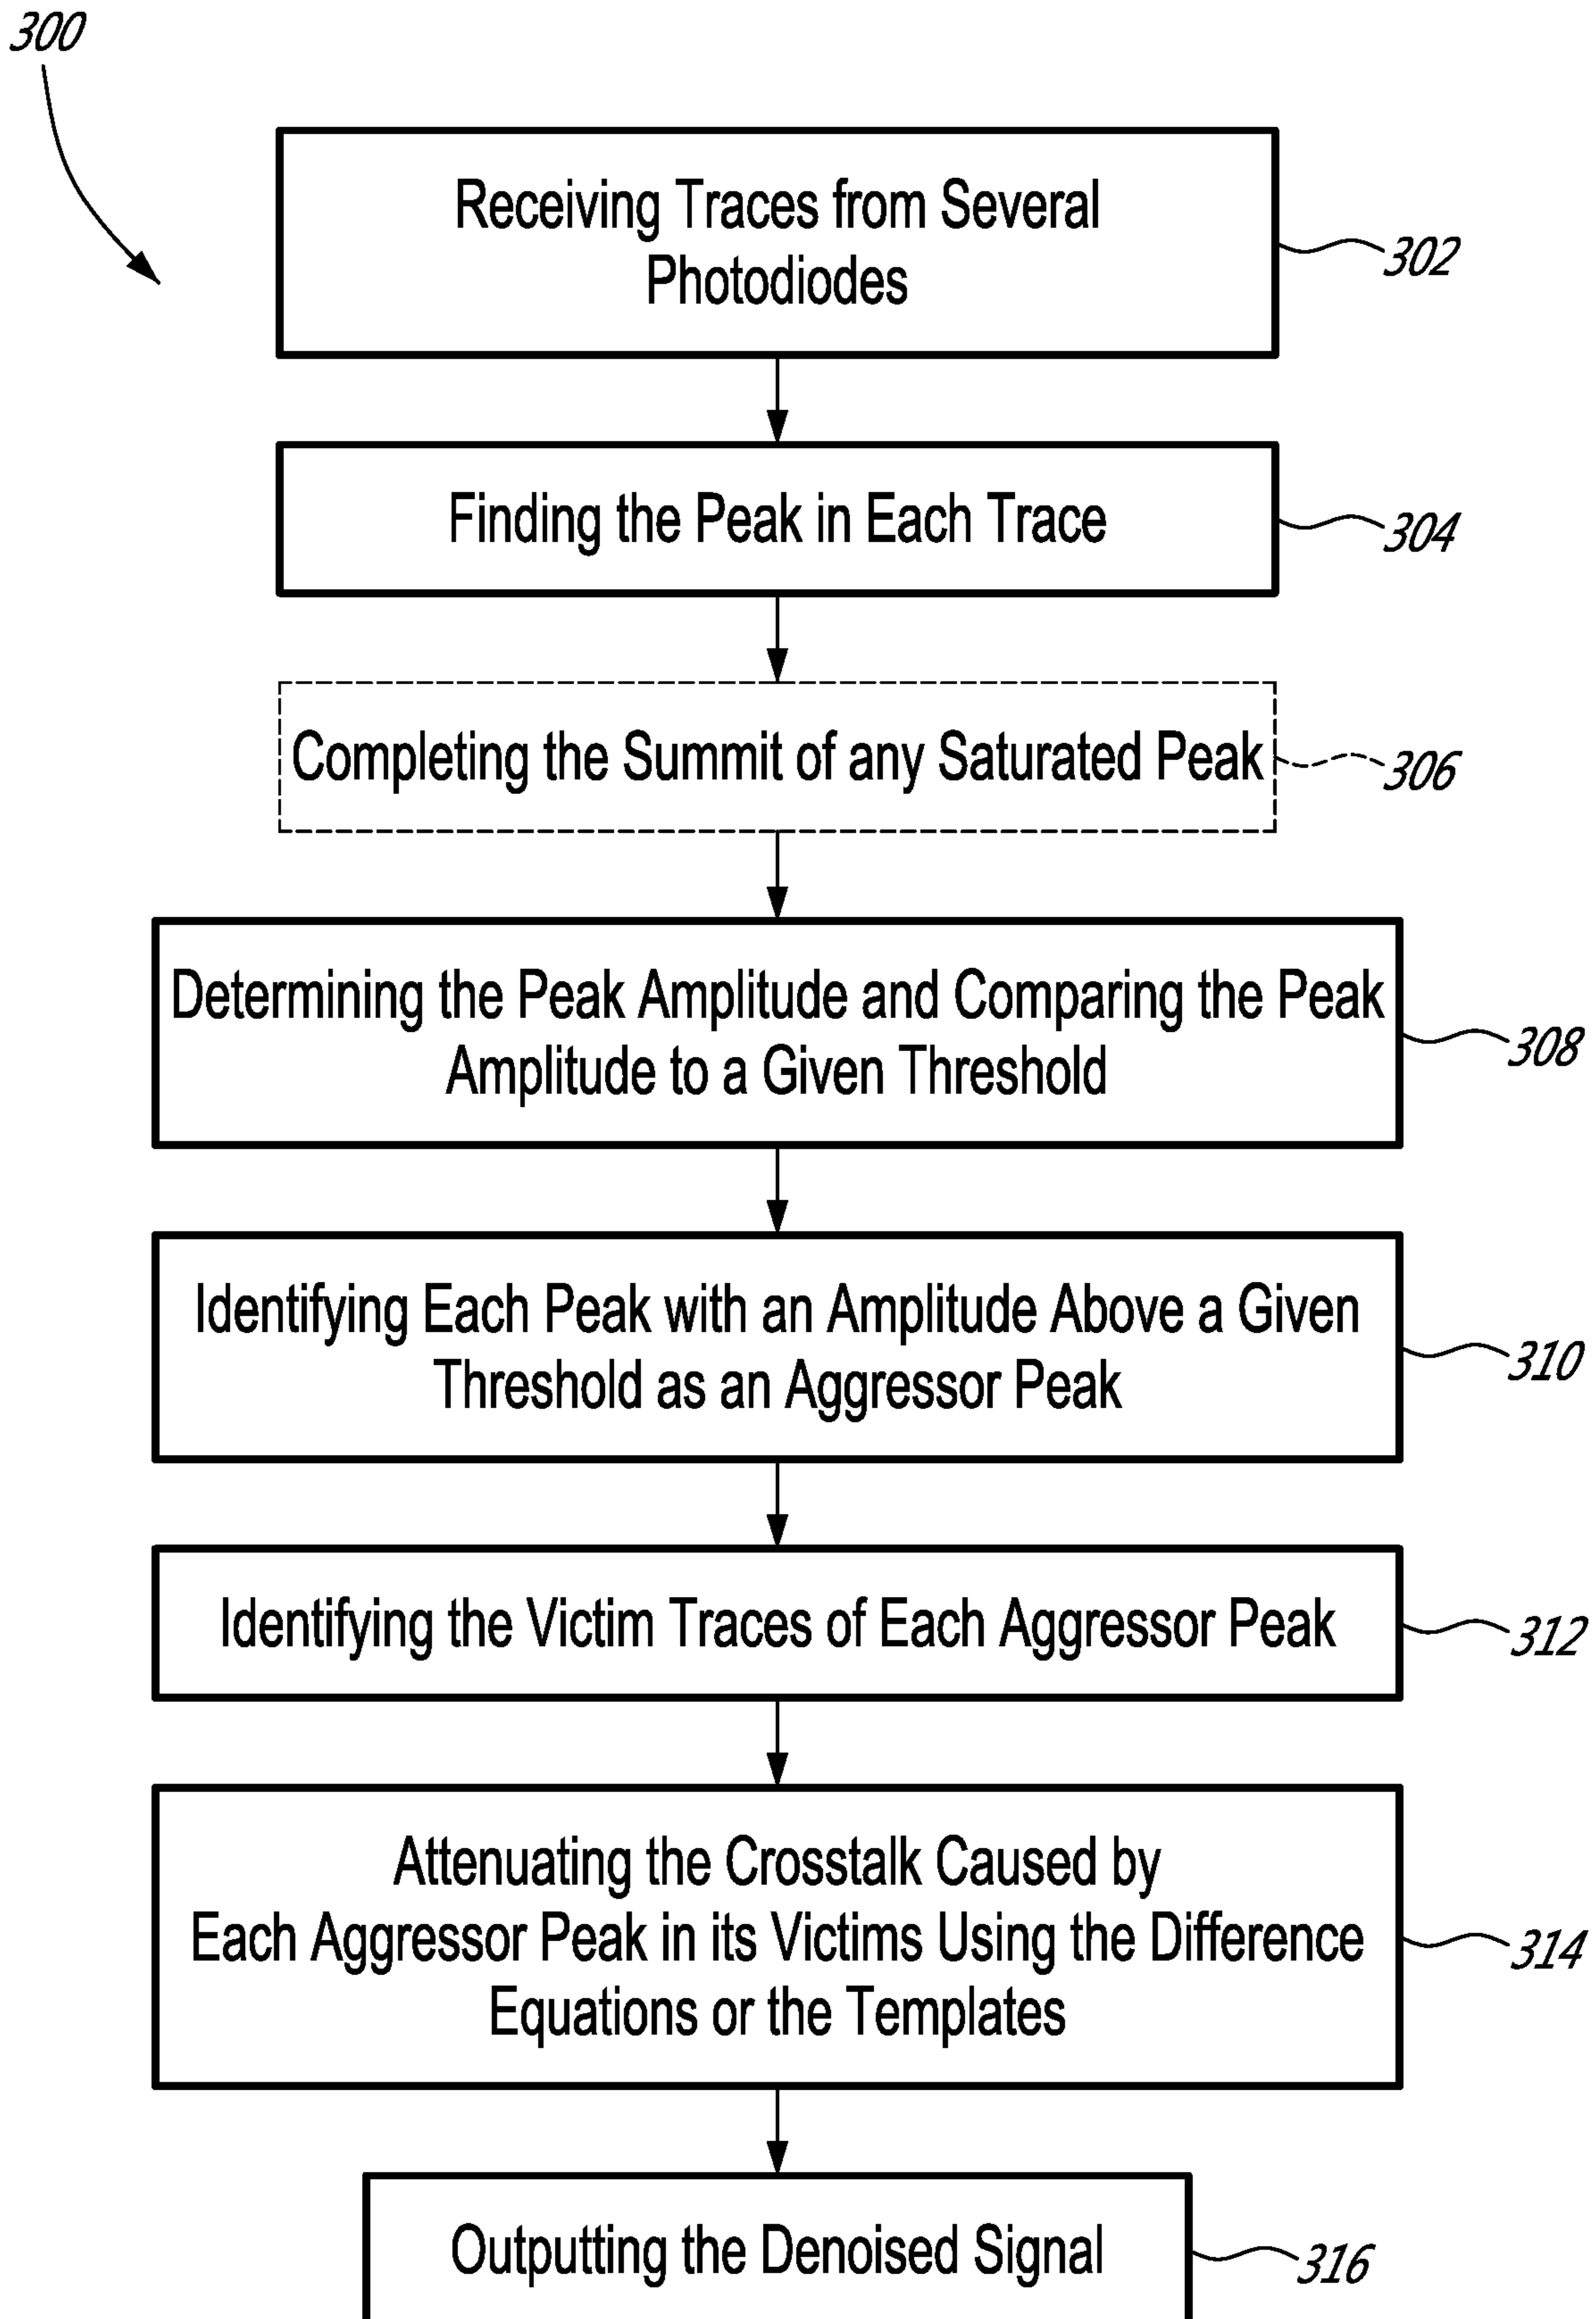 300
Receiving Traces from Several
Photodiodes
302
Finding the Peak in Each Trace
304
Completing the Summit of any Saturated Peak
306
Determining the Peak Amplitude and Comparing the Peak
Amplitude to a Given Threshold
308
Identifying Each Peak with an Amplitude Above a Given
Threshold as an Aggressor Peak
310
Identifying the Victim Traces of Each Aggressor Peak
312
Attenuating the Crosstalk Caused by
Each Aggressor Peak in its Victims Using the Difference
Equations or the Templates
314
Outputting the Denoised Signal
316